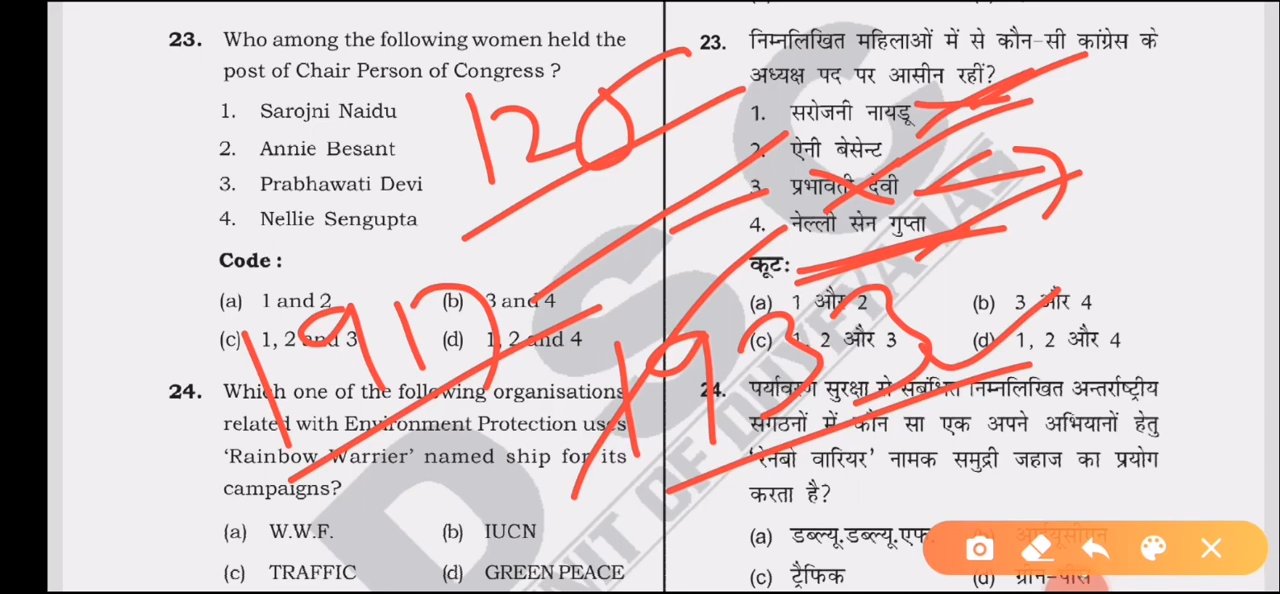 23. Who among the following women held the
post of Chair Person of Congress ?
1. Sarojni Naidu
2. Annie Besant
3. Prabhawati Devi
4. Nellie Sengupta
Code :
(a) 1 and 2 (b) 3 and 4
(c) 1, 2 and 3 (d) 1, 2 and 4
24. Which one of the following organisations
related with Environment Protection uses
'Rainbow Warrier' named ship for its
campaigns?
(a) W.W.F. (b) IUCN
(c) TRAFFIC (d) GREEN PEACE
23. निम्नलिखित महिलाओं में से कौन-सी कांग्रेस के
अध्यक्ष पद पर आसीन रहीं?
1. सरोजनी नायडू
2. ऐनी बेसेन्ट
3. प्रभावती देवी
4. नेल्ली सेन गुप्ता
कूटः
(a) 1 और 2 (b) 3 और 4
(c) 1, 2 और 3 (d) 1, 2 और 4
24. पर्यावरण सुरक्षा से संबंधित निम्नलिखित अन्तर्राष्ट्रीय
संगठनों में कौन सा एक अपने अभियानों हेतु
'रेनबो वारियर' नामक समुद्री जहाज का प्रयोग
करता है?
(a) डब्ल्यू.डब्ल्यू.एफ. (b) आईयूसीएन
(c) ट्रैफिक (d) ग्रीन-पीस
DSC
1933